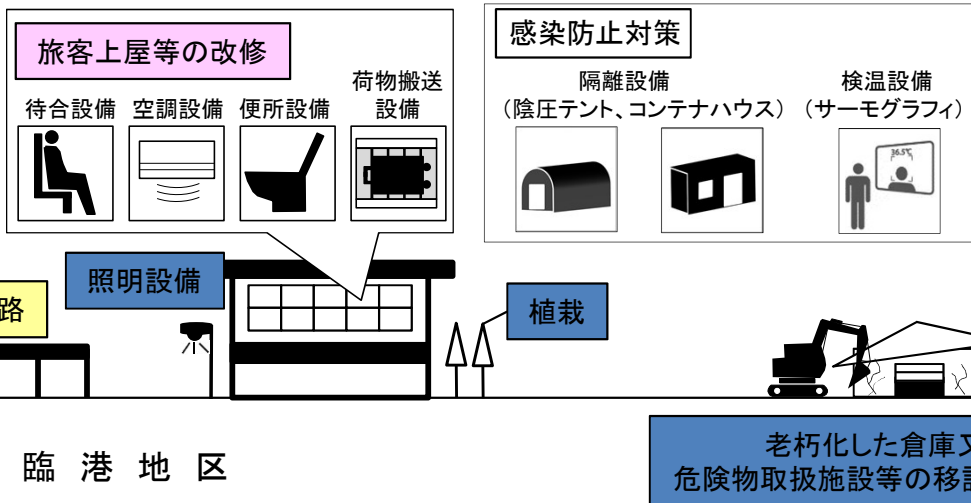 旅客上屋等の改修
待合設備
空調設備
便所設備
荷物搬送
設備
感染防止対策
隔離設備
（陰圧テント、コンテナハウス）
検温設備
（サーモグラフィ）
36.5℃
照明設備
路
植栽
臨港地区
老朽化した倉庫又
危険物取扱施設等の移設